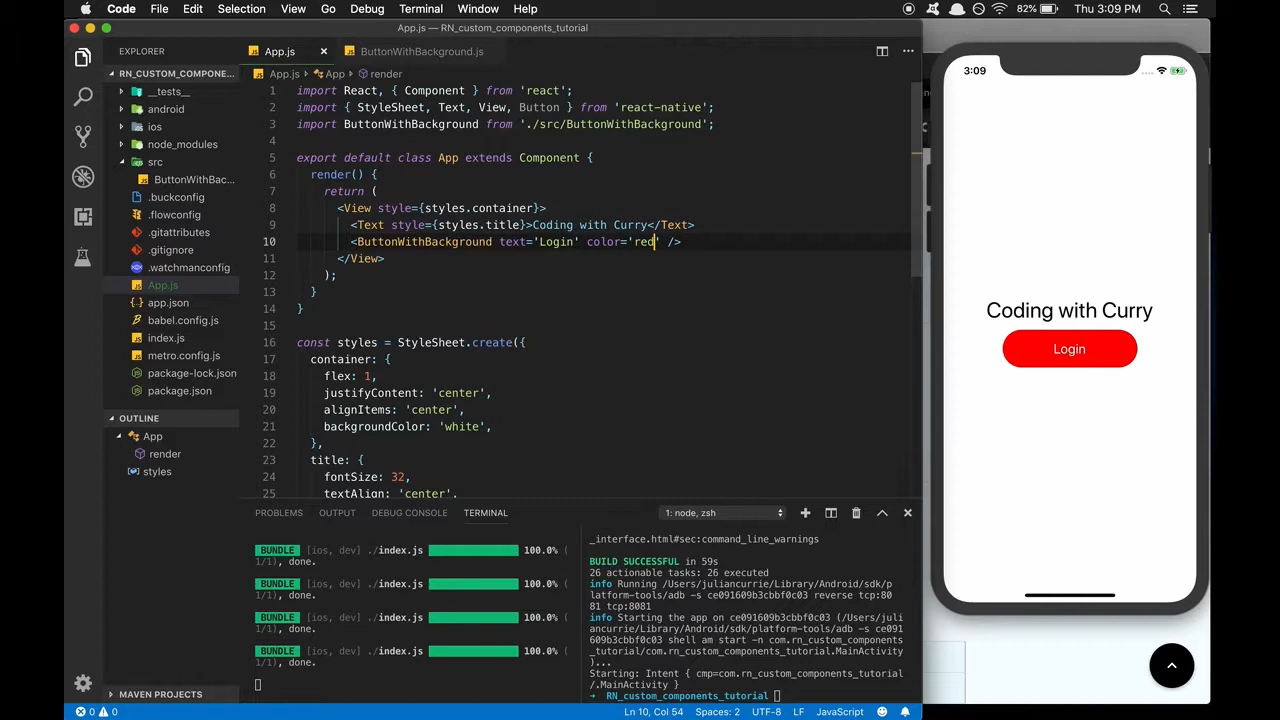 Code File Edit Selection View Go Debug Terminal Window Help 82% Thu 3:09 PM
App.js — RN_custom_components_tutorial
EXPLORER
RN_CUSTOM_COMPONE...
__tests__
android
ios
node_modules
src
ButtonWithBac...
.buckconfig
.flowconfig
.gitattributes
.gitignore
.watchmanconfig
App.js
app.json
babel.config.js
index.js
metro.config.js
package-lock.json
package.json
OUTLINE
App
render
styles
MAVEN PROJECTS
App.js ButtonWithBackground.js
App.js App render
1 import React, { Component } from 'react';
2 import { StyleSheet, Text, View, Button } from 'react-native';
3 import ButtonWithBackground from './src/ButtonWithBackground';
4
5 export default class App extends Component {
6 render() {
7 return (
8 <View style={styles.container}>
9 <Text style={styles.title}>Coding with Curry</Text>
10 <ButtonWithBackground text='Login' color='red' />
11 </View>
12 );
13 }
14 }
15
16 const styles = StyleSheet.create({
17 container: {
18 flex: 1,
19 justifyContent: 'center',
20 alignItems: 'center',
21 backgroundColor: 'white',
22 },
23 title: {
24 fontSize: 32,
25 textAlign: 'center',
PROBLEMS OUTPUT DEBUG CONSOLE TERMINAL 1: node, zsh
BUNDLE [ios, dev] ./index.js 100.0% (
1/1), done.
BUNDLE [ios, dev] ./index.js 100.0% (
1/1), done.
BUNDLE [ios, dev] ./index.js 100.0% (
1/1), done.
BUNDLE [ios, dev] ./index.js 100.0% (
1/1), done.
_interface.html#sec:command_line_warnings
BUILD SUCCESSFUL in 59s
26 actionable tasks: 26 executed
info Running /Users/juliancurrie/Library/Android/sdk/p
latform-tools/adb -s ce091609b3cbbf0c03 reverse tcp:80
81 tcp:8081
info Starting the app on ce091609b3cbbf0c03 (/Users/juli
ancurrie/Library/Android/sdk/platform-tools/adb -s ce091
609b3cbbf0c03 shell am start -n com.rn_custom_components
_tutorial/com.rn_custom_components_tutorial.MainActivity
)...
Starting: Intent { cmp=com.rn_custom_components_tutorial
/.MainActivity }
→ RN_custom_components_tutorial
0 0 Ln 10, Col 54 Spaces: 2 UTF-8 LF JavaScript
3:09
Coding with Curry
Login